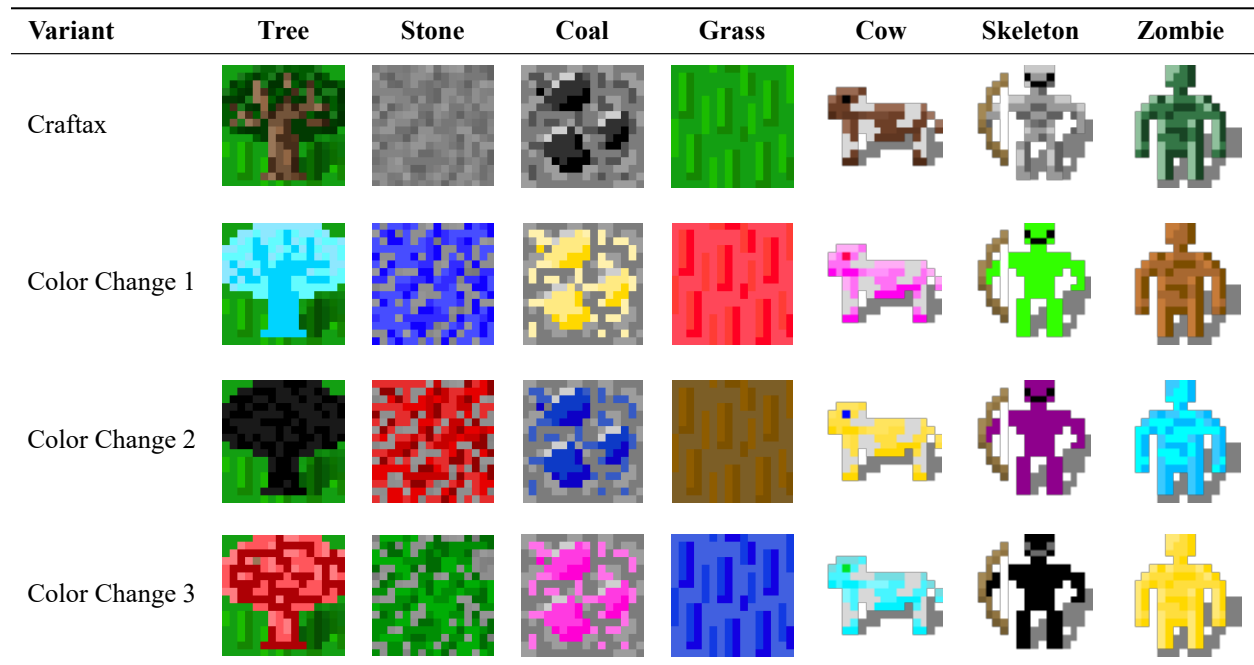 Variant Tree Stone Coal Grass Cow Skeleton Zombie
Craftax
Color Change 1
Color Change 2
Color Change 3